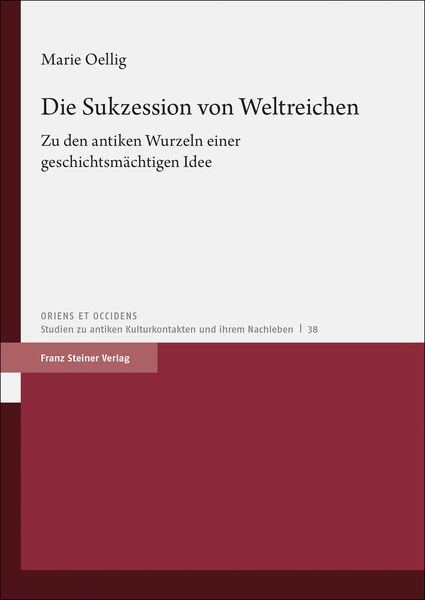 Marie Oellig
Die Sukzession von Weltreichen
Zu den antiken Wurzeln einer
geschichtsmächtigen Idee
ORIENS ET OCCIDENS
Studien zu antiken Kulturkontakten und ihrem Nachleben | 38
Franz Steiner Verlag